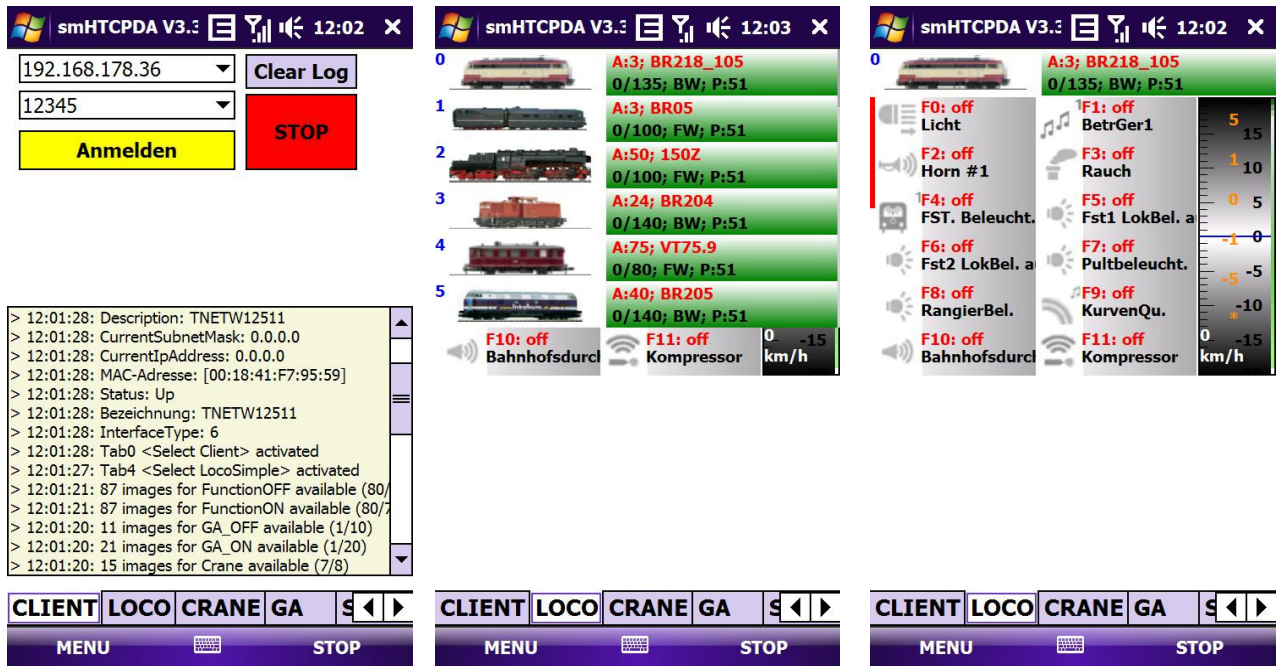 smHTCPDA V3.3 12:02
192.168.178.36 Clear Log
12345
STOP
Anmelden
> 12:01:28: Description: TNETW12511
> 12:01:28: CurrentSubnetMask: 0.0.0.0
> 12:01:28: CurrentIpAddress: 0.0.0.0
> 12:01:28: MAC-Adresse: [00:18:41:F7:95:59]
> 12:01:28: Status: Up
> 12:01:28: Bezeichnung: TNETW12511
> 12:01:28: InterfaceType: 6
> 12:01:28: Tab0 <Select Client> activated
> 12:01:27: Tab4 <Select LocoSimple> activated
> 12:01:21: 87 images for FunctionOFF available (80/
> 12:01:21: 87 images for FunctionON available (80/7
> 12:01:20: 11 images for GA_OFF available (1/10)
> 12:01:20: 21 images for GA_ON available (1/20)
> 12:01:20: 15 images for Crane available (7/8)
CLIENT LOCO CRANE GA S
MENU STOP
smHTCPDA V3.3 12:03
0 A:3; BR218_105
0/135; BW; P:51
1 A:3; BR05
0/100; FW; P:51
2 A:50; 150Z
0/100; FW; P:51
3 A:24; BR204
0/140; BW; P:51
4 A:75; VT75.9
0/80; FW; P:51
5 A:40; BR205
0/140; BW; P:51
F10: off F11: off 0 -15
Bahnhofsdurch Kompressor km/h
CLIENT LOCO CRANE GA S
MENU STOP
smHTCPDA V3.3 12:02
0 A:3; BR218_105
0/135; BW; P:51
F0: off 1 F1: off 5
Licht BetrGer1 15
F2: off F3: off 1
Horn #1 Rauch 10
1 F4: off F5: off 0 5
FST. Beleucht. Fst1 LokBel. a
F6: off F7: off -1 0
Fst2 LokBel. a Pultbeleucht. -5 -5
F8: off F9: off -10
RangierBel. KurvenQu. *
F10: off F11: off 0 -15
Bahnhofsdurch Kompressor km/h
CLIENT LOCO CRANE GA S
MENU STOP